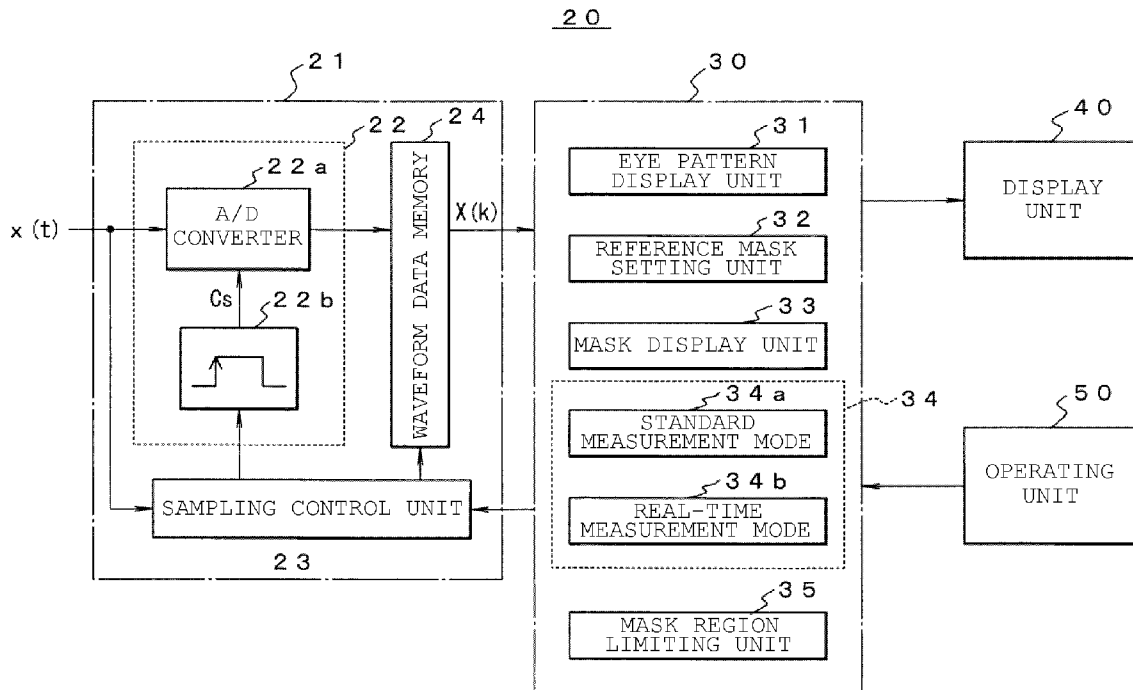 20
21
30
22
24
31
40
22a
EYE PATTERN
DISPLAY UNIT
A/D
CONVERTER
x(t)
WAVEFORM DATA MEMORY
X(k)
DISPLAY
UNIT
32
REFERENCE MASK
SETTING UNIT
Cs
22b
33
MASK DISPLAY UNIT
34a
34
STANDARD
MEASUREMENT MODE
50
34b
REAL-TIME
MEASUREMENT MODE
OPERATING
UNIT
SAMPLING CONTROL UNIT
23
35
MASK REGION
LIMITING UNIT